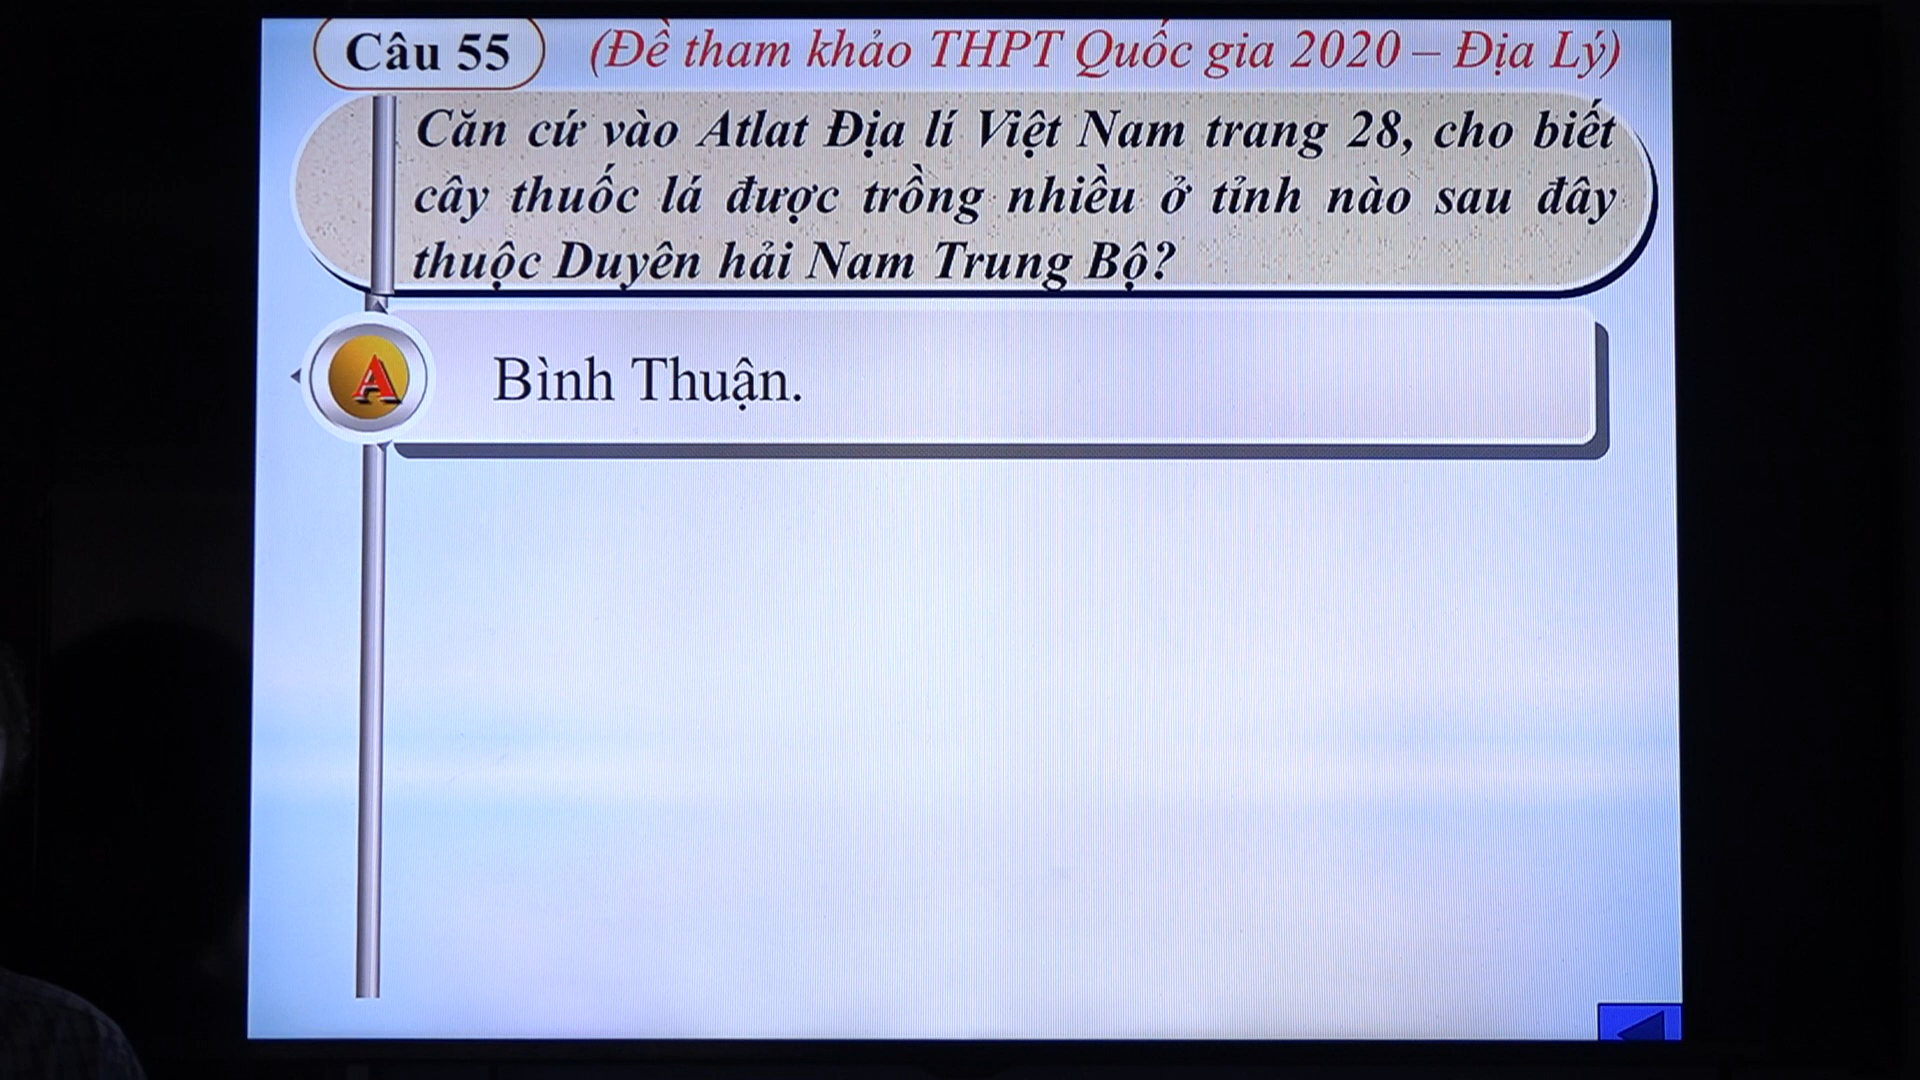 Câu 55
(Đề tham khảo THPT Quốc gia 2020 – Địa Lý)
Căn cứ vào Atlat Địa lí Việt Nam trang 28, cho biết
cây thuốc lá được trồng nhiều ở tỉnh nào sau đây
thuộc Duyên hải Nam Trung Bộ?
A
Bình Thuận.